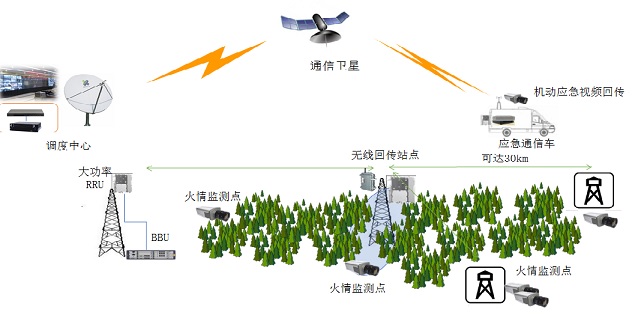 通信卫星
机动应急视频回传
调度中心
应急通信车
无线回传站点
可达30km
大功率
RRU
火情监测点
BBU
火情监测点
火情监测点